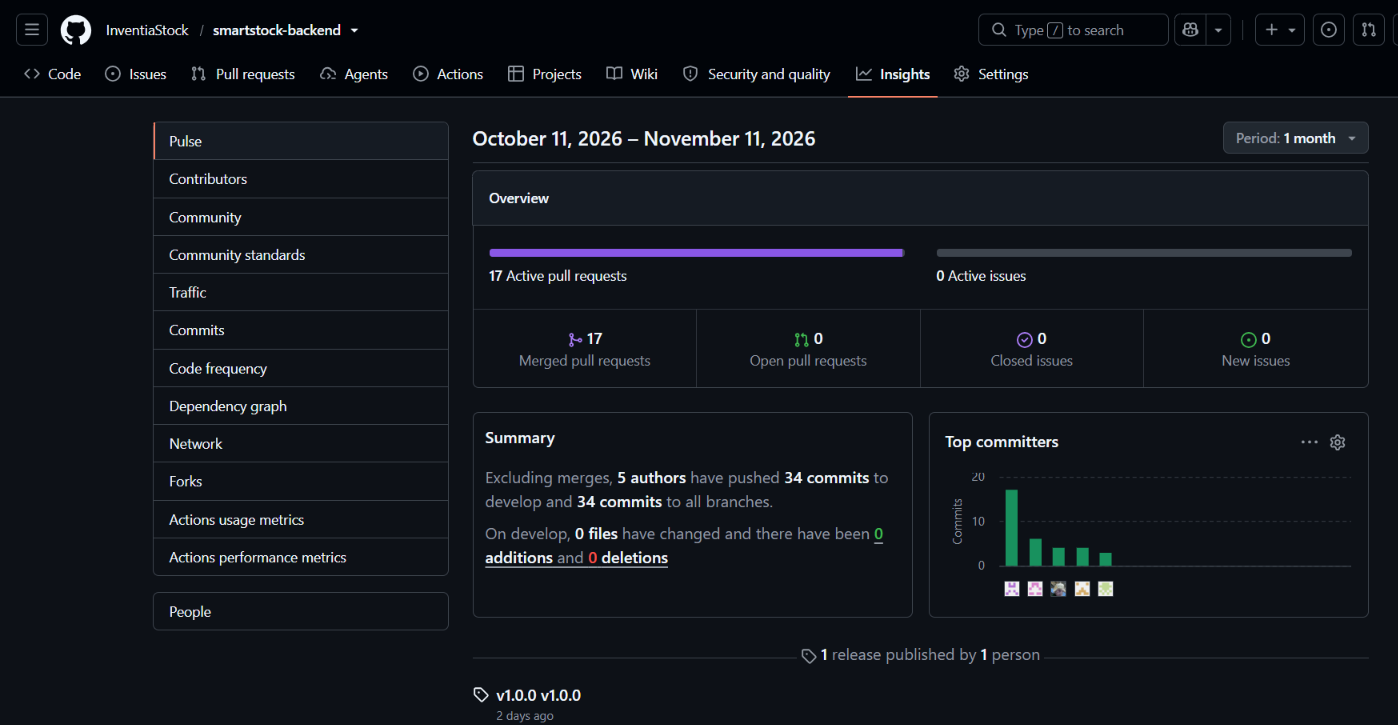 InventiaStock / smartstock-backend
Type / to search
Code Issues Pull requests Agents Actions Projects Wiki Security and quality Insights Settings
Pulse
Contributors
Community
Community standards
Traffic
Commits
Code frequency
Dependency graph
Network
Forks
Actions usage metrics
Actions performance metrics
People
October 11, 2026 – November 11, 2026
Period: 1 month
Overview
17 Active pull requests
0 Active issues
17
Merged pull requests
0
Open pull requests
0
Closed issues
0
New issues
Summary
Excluding merges, 5 authors have pushed 34 commits to
develop and 34 commits to all branches.
On develop, 0 files have changed and there have been 0
additions and 0 deletions
Top committers
Commits
20
10
0
1 release published by 1 person
v1.0.0 v1.0.0
2 days ago